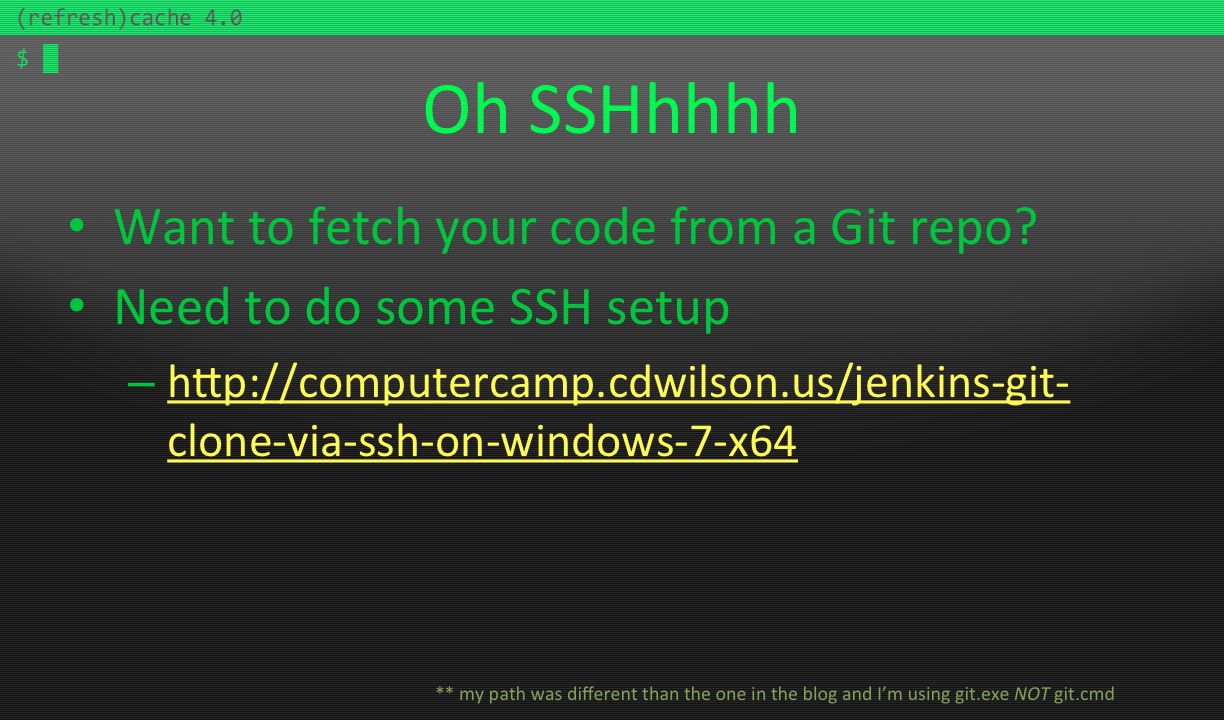 (refresh)cache 4.0
$
Oh SSHhhhh
• Want to fetch your code from a Git repo?
• Need to do some SSH setup
– http://computercamp.cdwilson.us/jenkins-git-
clone-via-ssh-on-windows-7-x64
** my path was different than the one in the blog and I’m using git.exe NOT git.cmd